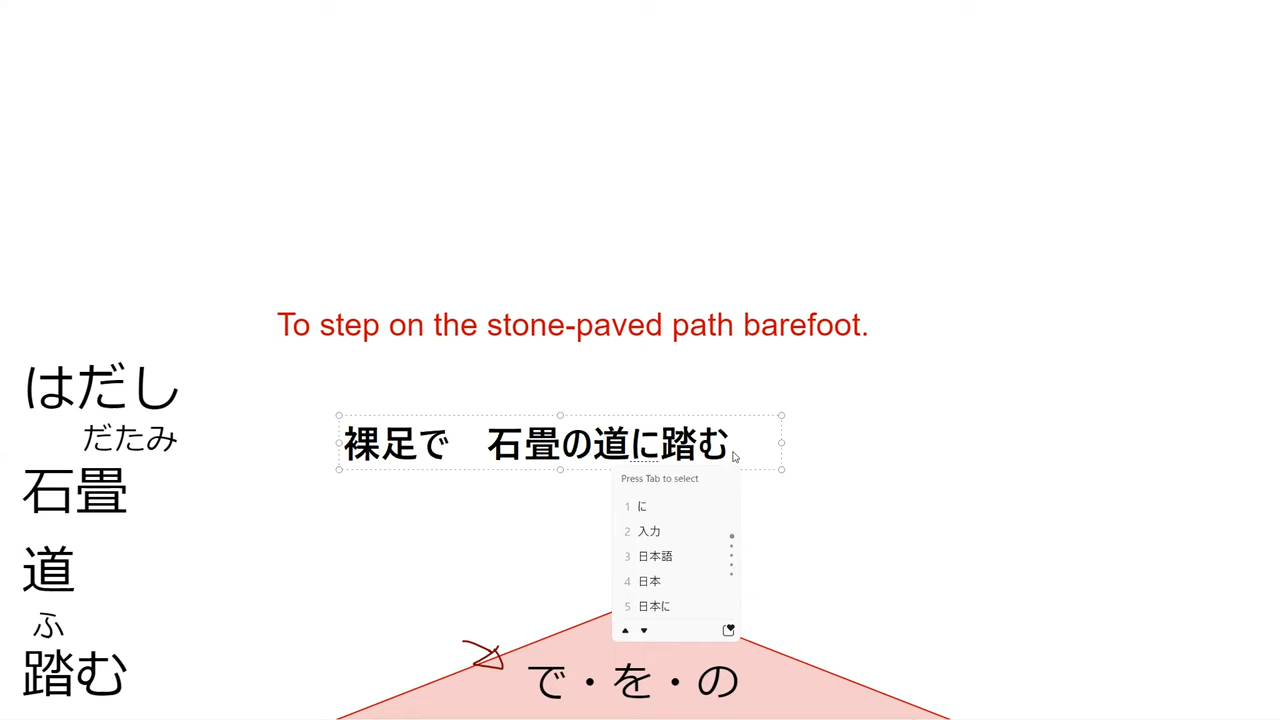 To step on the stone-paved path barefoot.
はだし
だたみ
石畳
道
ふ
踏む
裸足で　石畳の道に踏む
Press Tab to select
1 に
2 入力
3 日本語
4 日本
5 日本に
で・を・の